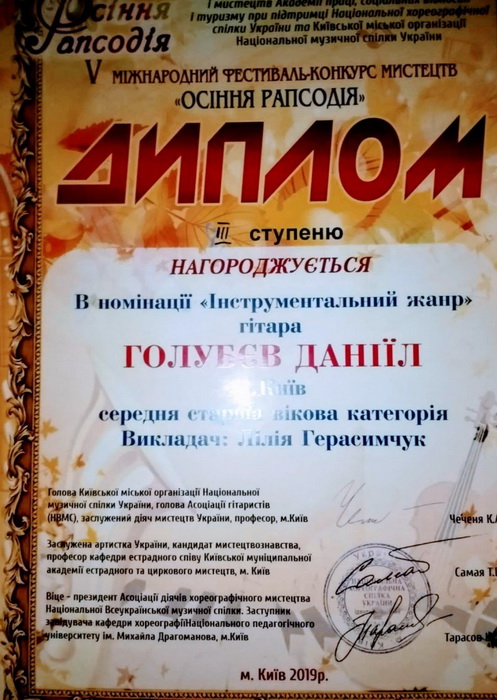 Осіння
Рапсодія
і мистецтв Академії праці, соціальних відносин
і туризму при підтримці Національної хореографічної
спілки України та Київської міської організації
Національної музичної спілки України
V МІЖНАРОДНИЙ ФЕСТИВАЛЬ-КОНКУРС МИСТЕЦТВ
«ОСІННЯ РАПСОДІЯ»
ДИПЛОМ
III ступеню
НАГОРОДЖУЄТЬСЯ
В номінації «Інструментальний жанр»
гітара
ГОЛУБЄВ ДАНІЇЛ
Київ
середня старша вікова категорія
Викладач: Лілія Герасимчук
Голова Київської міської організації Національної
музичної спілки України, голова Асоціації гітаристів
(НВМС), заслужений діяч мистецтв України, професор, м.Київ
Чеченя К.
Заслужена артистка України, кандидат мистецтвознавства,
професор кафедри естрадного співу Київської муніципальної
академії естрадного та циркового мистецтв, м. Київ
Самая Т.
Віце - президент Асоціації діячів хореографічного мистецтва
Національної Всеукраїнської музичної спілки. Заступник
завідувача кафедри хореографіїНаціонального педагогічного
університету ім. Михайла Драгоманова, м.Київ
Тарасов
м. Київ 2019р.